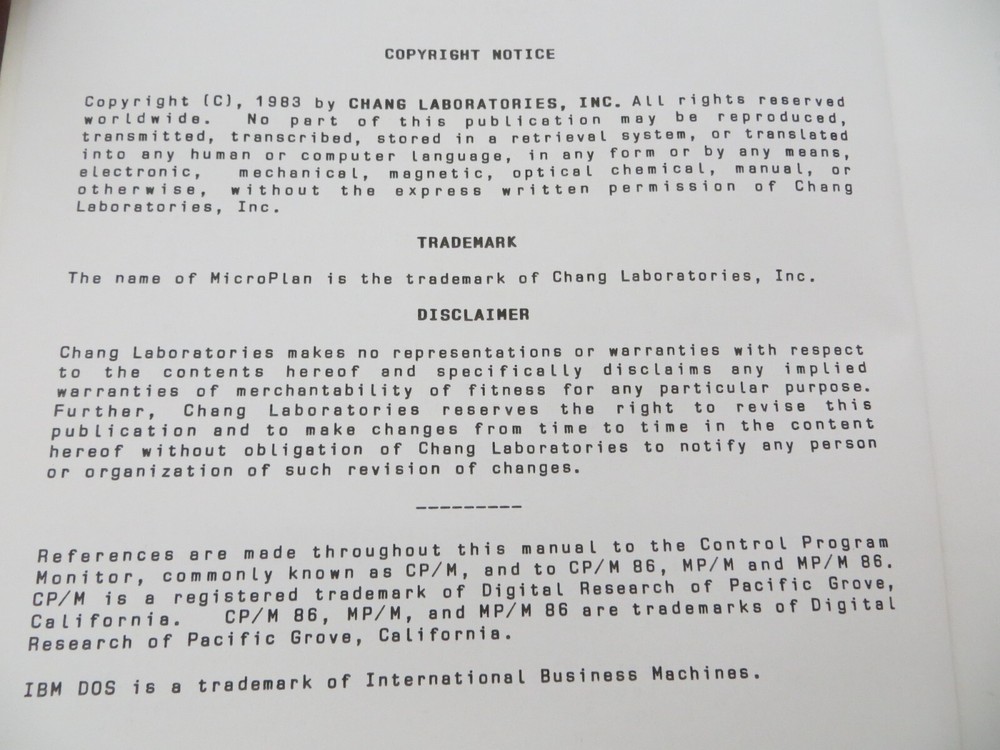 COPYRIGHT NOTICE
Copyright (C), 1983 by CHANG LABORATORIES, INC. All rights reserved
worldwide. No part of this publication may be reproduced,
transmitted, transcribed, stored in a retrieval system, or translated
into any human or computer language, in any form or by any means,
electronic, mechanical, magnetic, optical chemical, manual, or
otherwise, without the express written permission of Chang
Laboratories, Inc.
TRADEMARK
The name of MicroPlan is the trademark of Chang Laboratories, Inc.
DISCLAIMER
Chang Laboratories makes no representations or warranties with respect
to the contents hereof and specifically disclaims any implied
warranties of merchantability of fitness for any particular purpose.
Further, Chang Laboratories reserves the right to revise this
publication and to make changes from time to time in the content
hereof without obligation of Chang Laboratories to notify any person
or organization of such revision of changes.
---------
References are made throughout this manual to the Control Program
Monitor, commonly known as CP/M, and to CP/M 86, MP/M and MP/M 86.
CP/M is a registered trademark of Digital Research of Pacific Grove,
California. CP/M 86, MP/M, and MP/M 86 are trademarks of Digital
Research of Pacific Grove, California.
IBM DOS is a trademark of International Business Machines.